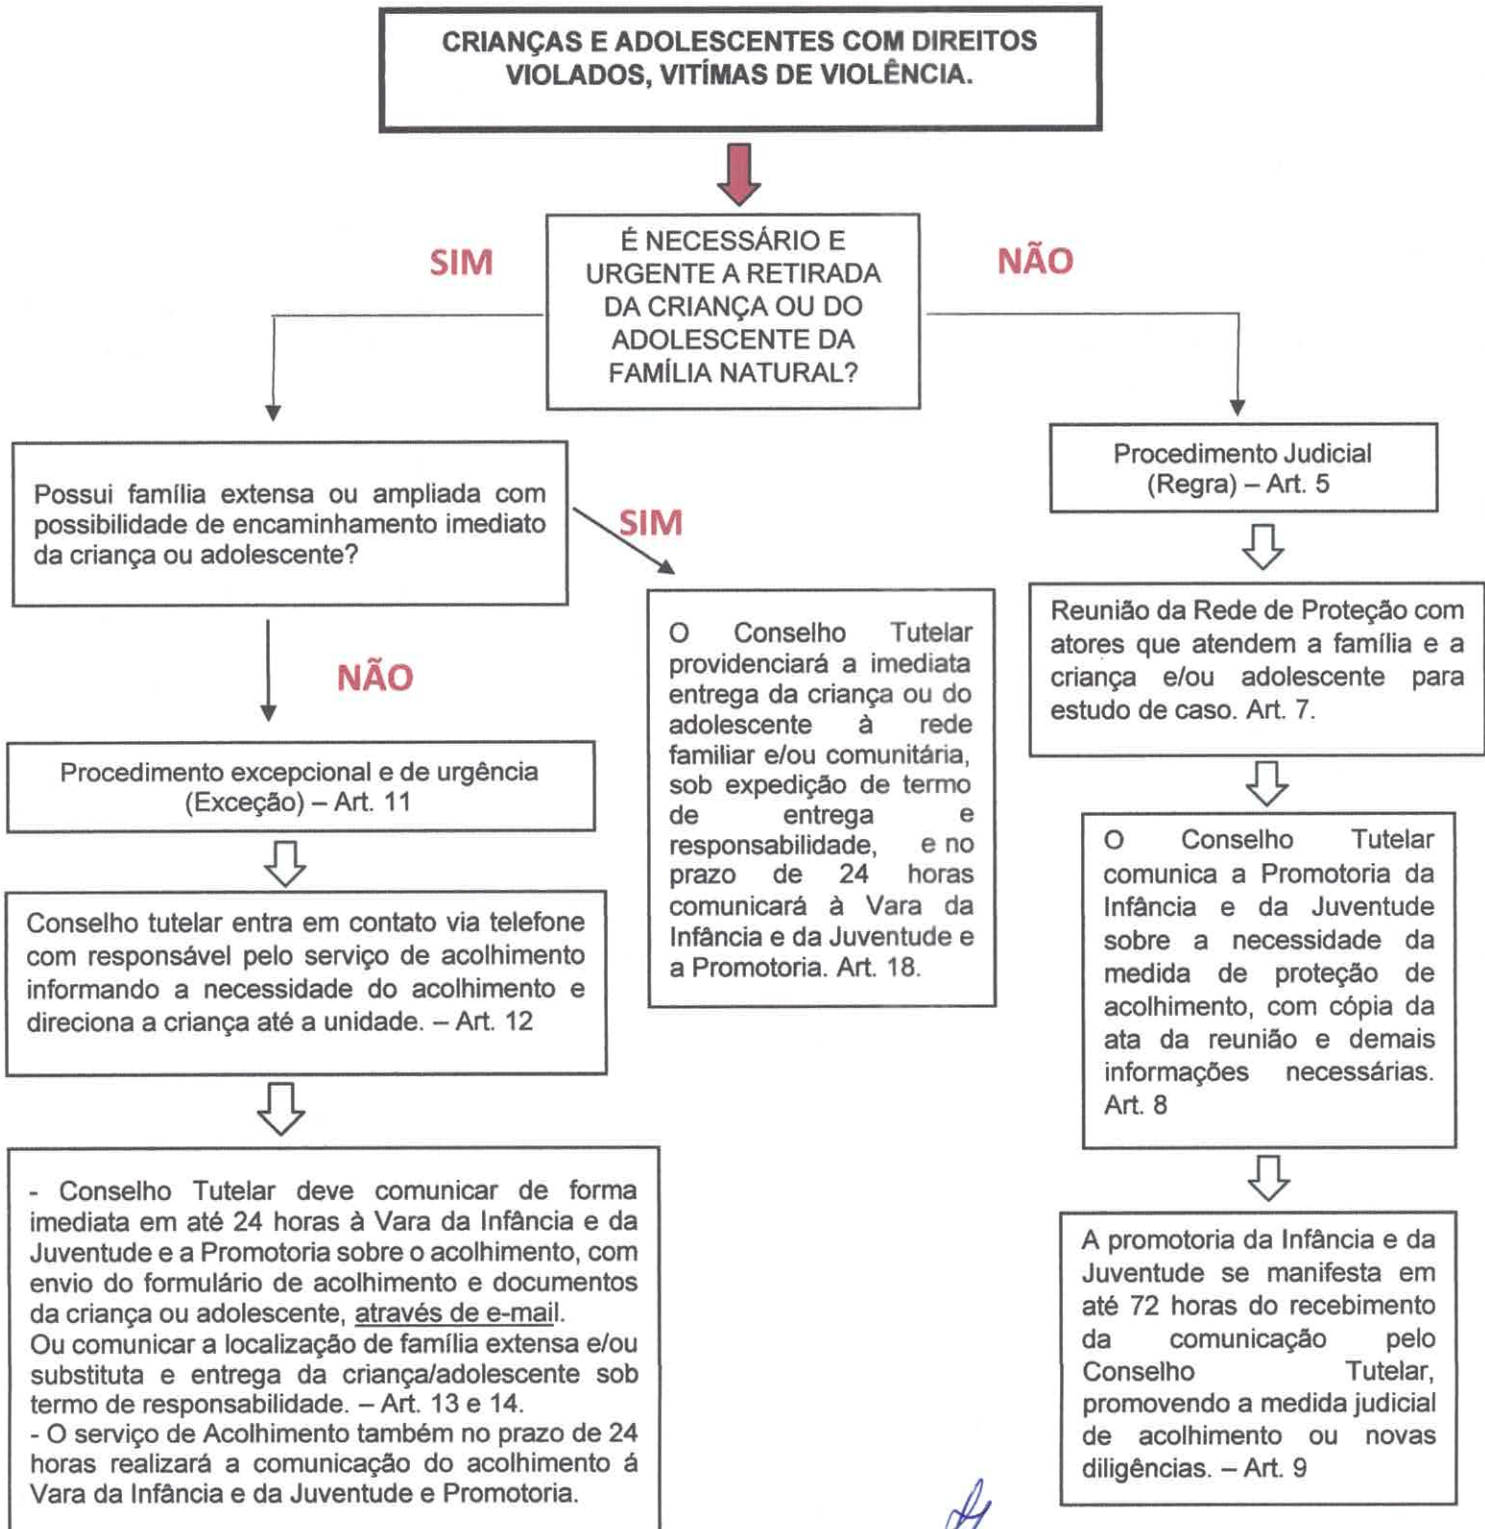 CRIANÇAS E ADOLESCENTES COM DIREITOS
VIOLADOS, VITÍMAS DE VIOLÊNCIA.
É NECESSÁRIO E
URGENTE A RETIRADA
DA CRIANÇA OU DO
ADOLESCENTE DA
FAMÍLIA NATURAL?
SIM
NÃO
Possui família extensa ou ampliada com
possibilidade de encaminhamento imediato
da criança ou adolescente?
SIM
O Conselho Tutelar
providenciará a imediata
entrega da criança ou do
adolescente à rede
familiar e/ou comunitária,
sob expedição de termo
de entrega e
responsabilidade, e no
prazo de 24 horas
comunicará à Vara da
Infância e da Juventude e
a Promotoria. Art. 18.
NÃO
Procedimento excepcional e de urgência
(Exceção) – Art. 11
Conselho tutelar entra em contato via telefone
com responsável pelo serviço de acolhimento
informando a necessidade do acolhimento e
direciona a criança até a unidade. – Art. 12
- Conselho Tutelar deve comunicar de forma
imediata em até 24 horas à Vara da Infância e da
Juventude e a Promotoria sobre o acolhimento, com
envio do formulário de acolhimento e documentos
da criança ou adolescente, através de e-mail.
Ou comunicar a localização de família extensa e/ou
substituta e entrega da criança/adolescente sob
termo de responsabilidade. – Art. 13 e 14.
- O serviço de Acolhimento também no prazo de 24
horas realizará a comunicação do acolhimento á
Vara da Infância e da Juventude e Promotoria.
Procedimento Judicial
(Regra) – Art. 5
Reunião da Rede de Proteção com
atores que atendem a família e a
criança e/ou adolescente para
estudo de caso. Art. 7.
O Conselho Tutelar
comunica a Promotoria da
Infância e da Juventude
sobre a necessidade da
medida de proteção de
acolhimento, com cópia da
ata da reunião e demais
informações necessárias.
Art. 8
A promotoria da Infância e da
Juventude se manifesta em
até 72 horas do recebimento
da comunicação pelo
Conselho Tutelar,
promovendo a medida judicial
de acolhimento ou novas
diligências. – Art. 9